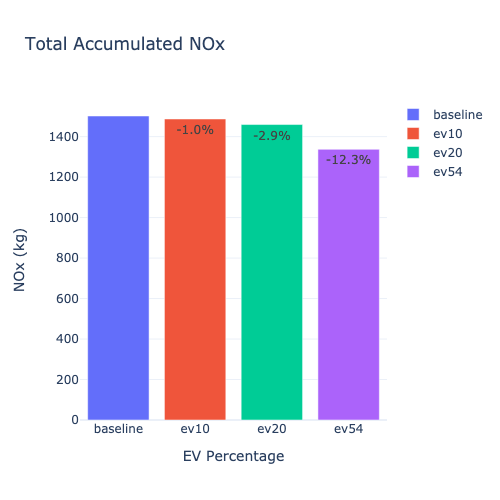 Total Accumulated NOx
baseline
ev10
ev20
ev54
NOx (kg)
1400
1200
1000
800
600
400
200
0
-1.0%
-2.9%
-12.3%
baseline
ev10
ev20
ev54
EV Percentage